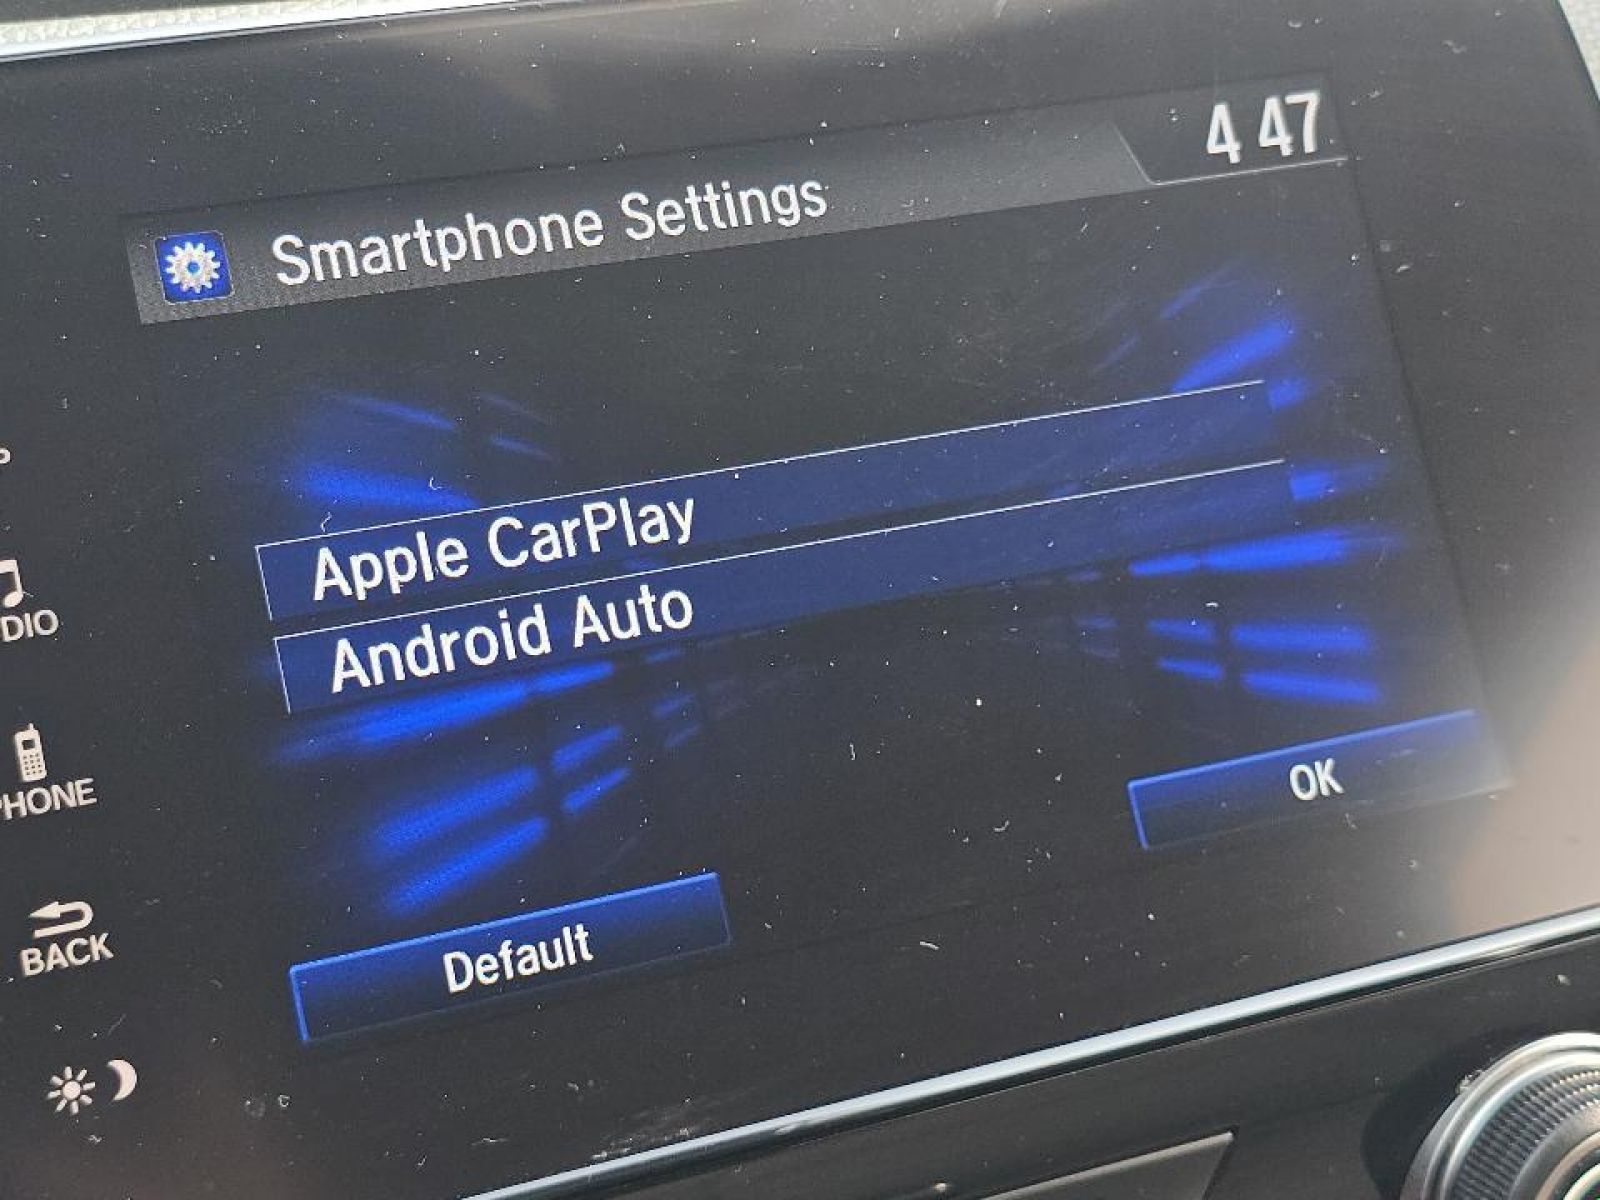 4 47
Smartphone Settings
Apple CarPlay
Android Auto
PHONE
OK
BACK
Default